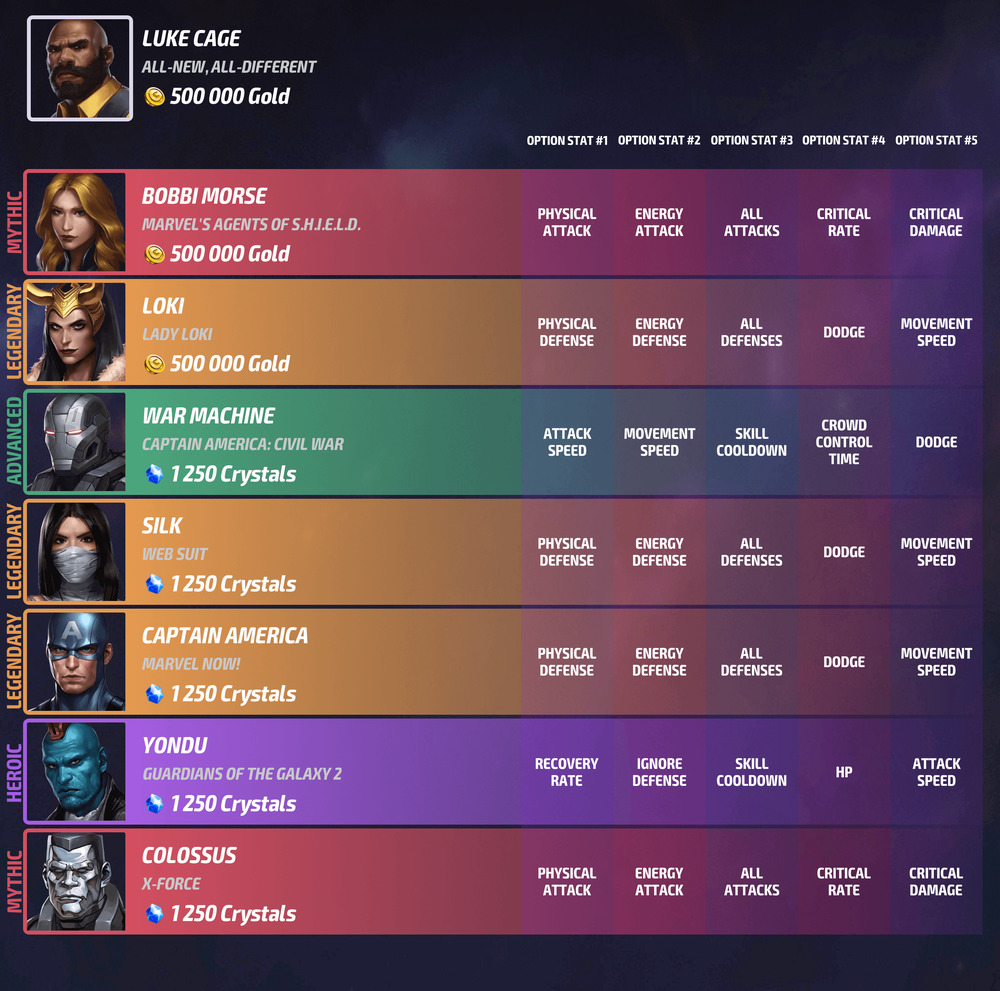 LUKE CAGE
ALL-NEW, ALL-DIFFERENT
500 000 Gold
OPTION STAT #1 OPTION STAT #2 OPTION STAT #3 OPTION STAT #4 OPTION STAT #5
MYTHIC
BOBBI MORSE
MARVEL'S AGENTS OF S.H.I.E.L.D.
500 000 Gold
PHYSICAL
ATTACK
ENERGY
ATTACK
ALL
ATTACKS
CRITICAL
RATE
CRITICAL
DAMAGE
LEGENDARY
LOKI
LADY LOKI
500 000 Gold
PHYSICAL
DEFENSE
ENERGY
DEFENSE
ALL
DEFENSES
DODGE
MOVEMENT
SPEED
ADVANCED
WAR MACHINE
CAPTAIN AMERICA: CIVIL WAR
1 250 Crystals
ATTACK
SPEED
MOVEMENT
SPEED
SKILL
COOLDOWN
CROWD
CONTROL
TIME
DODGE
LEGENDARY
SILK
WEB SUIT
1 250 Crystals
PHYSICAL
DEFENSE
ENERGY
DEFENSE
ALL
DEFENSES
DODGE
MOVEMENT
SPEED
LEGENDARY
CAPTAIN AMERICA
MARVEL NOW!
1 250 Crystals
PHYSICAL
DEFENSE
ENERGY
DEFENSE
ALL
DEFENSES
DODGE
MOVEMENT
SPEED
HEROIC
YONDU
GUARDIANS OF THE GALAXY 2
1 250 Crystals
RECOVERY
RATE
IGNORE
DEFENSE
SKILL
COOLDOWN
HP
ATTACK
SPEED
MYTHIC
COLOSSUS
X-FORCE
1 250 Crystals
PHYSICAL
ATTACK
ENERGY
ATTACK
ALL
ATTACKS
CRITICAL
RATE
CRITICAL
DAMAGE